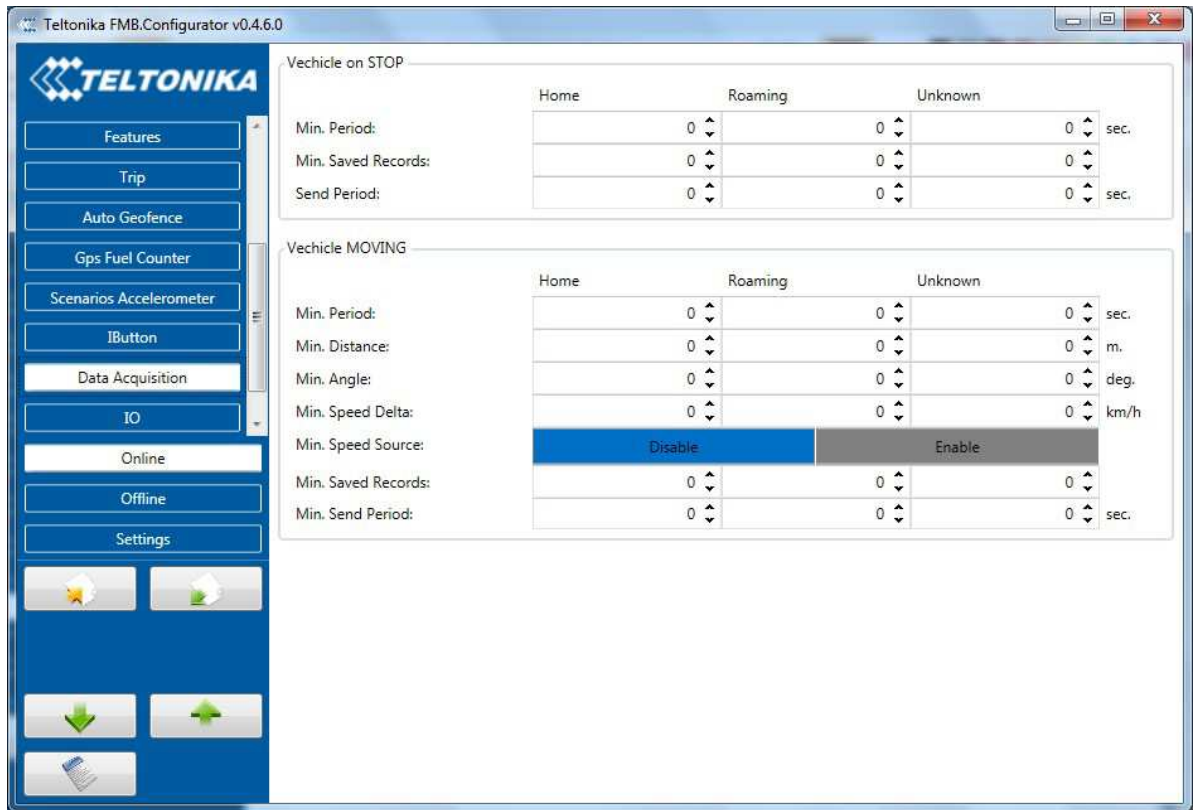 Teltonika FMB.Configurator v0.4.6.0
TELTONIKA
Features
Trip
Auto Geofence
Gps Fuel Counter
Scenarios Accelerometer
IButton
Data Acquisition
IO
Online
Offline
Settings
Vechicle on STOP
Home Roaming Unknown
Min. Period: 0 0 0 sec.
Min. Saved Records: 0 0 0
Send Period: 0 0 0 sec.
Vechicle MOVING
Home Roaming Unknown
Min. Period: 0 0 0 sec.
Min. Distance: 0 0 0 m.
Min. Angle: 0 0 0 deg.
Min. Speed Delta: 0 0 0 km/h
Min. Speed Source: Disable Enable
Min. Saved Records: 0 0 0
Min. Send Period: 0 0 0 sec.